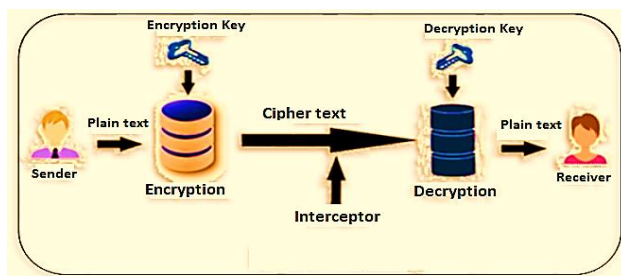 Encryption Key
Decryption Key
Plain text
Cipher text
Plain text
Sender
Encryption
Decryption
Receiver
Interceptor